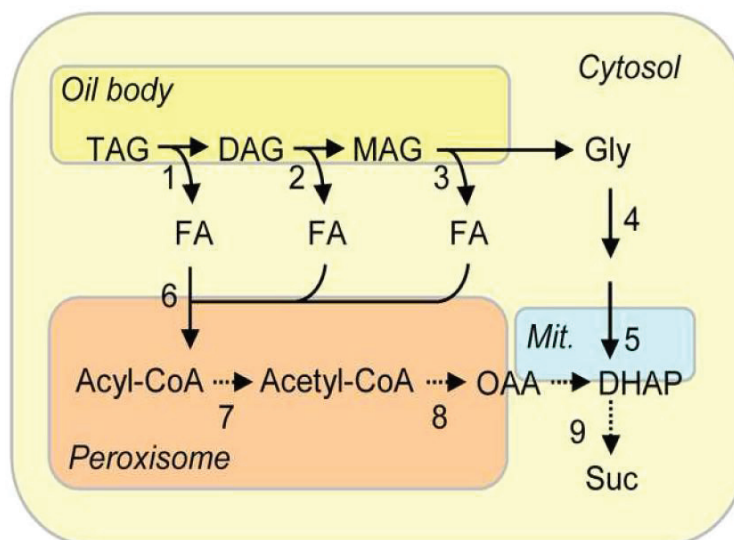 Oil body
Cytosol
TAG DAG MAG Gly
1 2 3
4
FA FA FA
6
Mit. 5
Acyl-CoA Acetyl-CoA OAA DHAP
7 8 9
Peroxisome
Suc